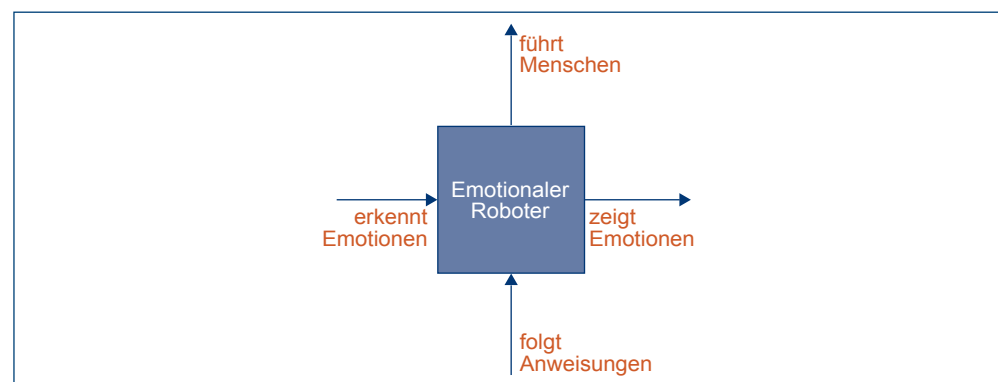 führt
Menschen
Emotionaler
Roboter
erkennt
Emotionen
zeigt
Emotionen
folgt
Anweisungen